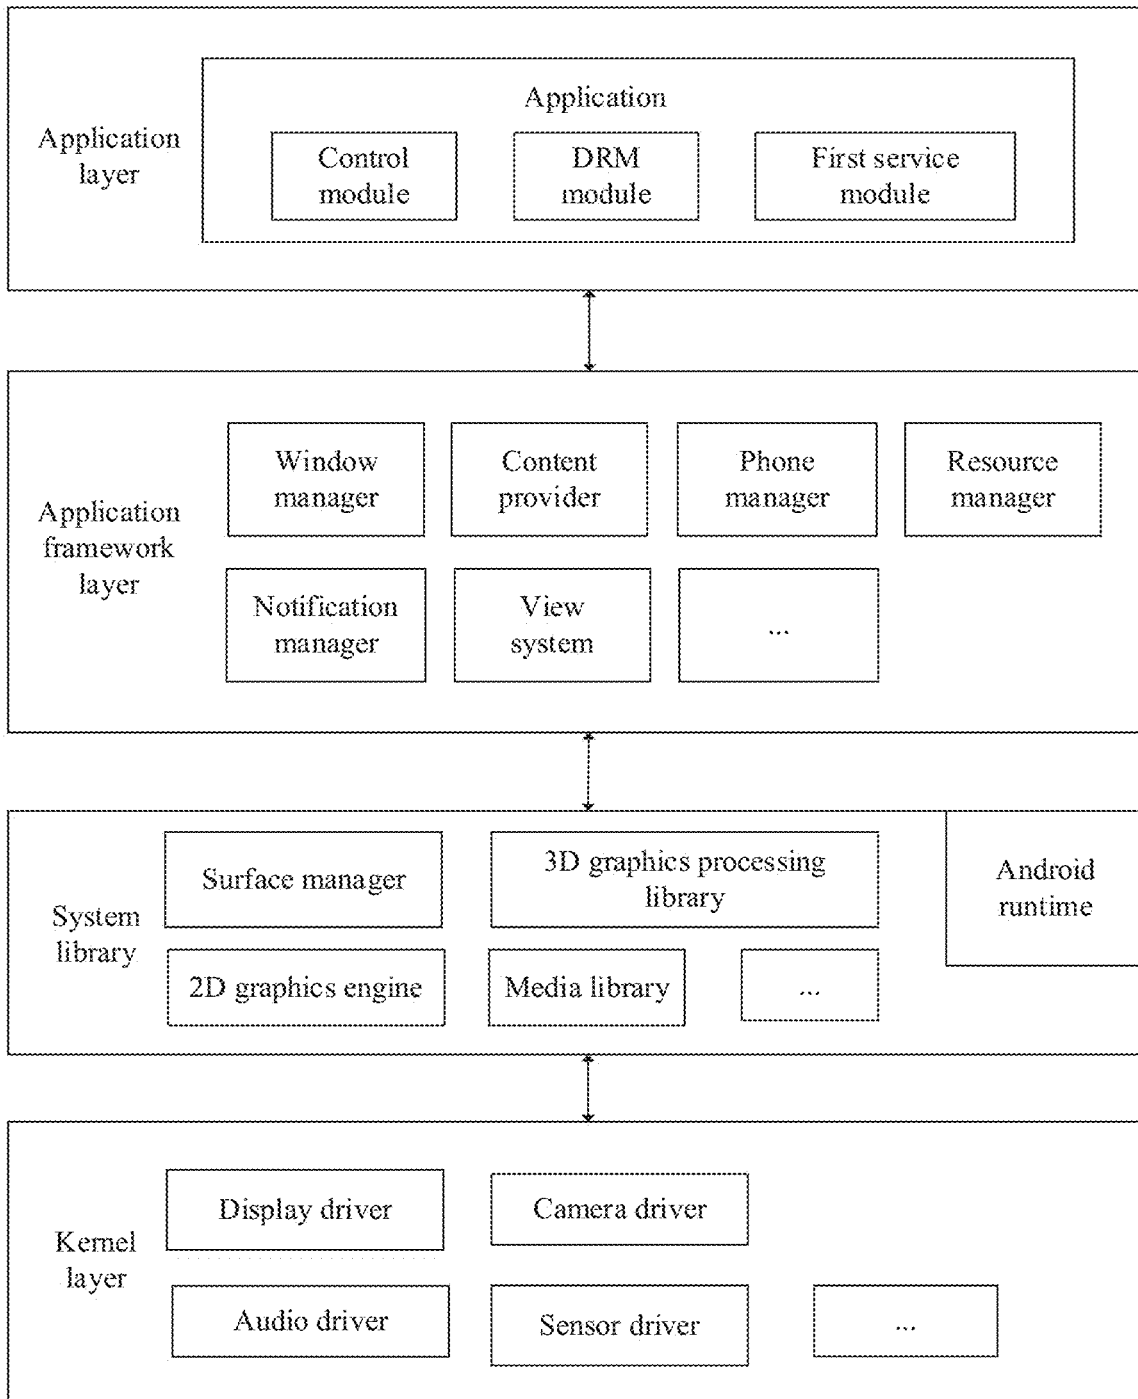 Application
layer
Application
Control
module
DRM
module
First service
module
Application
framework
layer
Window
manager
Content
provider
Phone
manager
Resource
manager
Notification
manager
View
system
...
System
library
Surface manager
3D graphics processing
library
Android
runtime
2D graphics engine
Media library
...
Kernel
layer
Display driver
Camera driver
Audio driver
Sensor driver
...